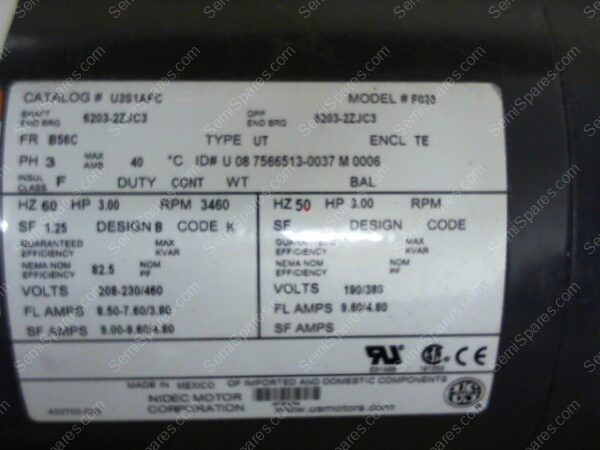 CATALOG # U3S1AFC MODEL # F035
SHAFT END BRG 6203-2ZJC3 OPP END BRG 6203-2ZJC3
FR B56C TYPE UT ENCL TE
PH 3 MAX AMB 40 °C ID# U 08 7566513-0037 M 0006
INSUL CLASS F DUTY CONT WT BAL
HZ 60 HP 3.00 RPM 3460
SF 1.25 DESIGN B CODE K
GUARANTEED EFFICIENCY MAX KVAR
NEMA NOM EFFICIENCY 82.5 NOM PF
VOLTS 208-230/460
FL AMPS 8.50-7.60/3.80
SF AMPS 9.00-9.60/4.80
HZ 50 HP 3.00 RPM
SF DESIGN CODE
GUARANTEED EFFICIENCY MAX KVAR
NEMA NOM EFFICIENCY NOM PF
VOLTS 190/380
FL AMPS 9.60/4.80
SF AMPS
MADE IN MEXICO OF IMPORTED AND DOMESTIC COMPONENTS
NIDEC MOTOR CORPORATION www.usmotors.com
SemiSpares.com